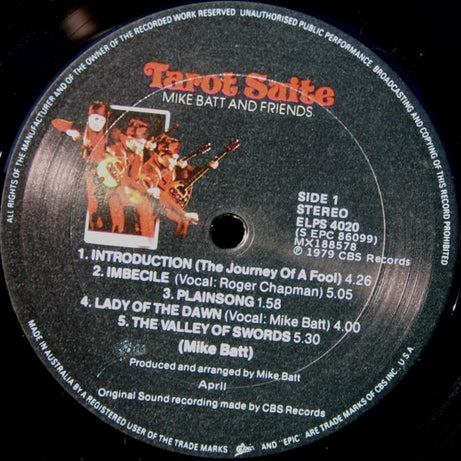 ALL RIGHTS OF THE MANUFACTURER AND OF THE OWNER OF THE RECORDED WORK RESERVED UNAUTHORISED PUBLIC PERFORMANCE, BROADCASTING AND COPYING OF THIS RECORD PROHIBITED
Tarot Suite
MIKE BATT AND FRIENDS
SIDE 1
STEREO
ELPS 4020
(S EPC 86099)
MX188578
℗ 1979 CBS Records
1. INTRODUCTION (The Journey Of A Fool) 4.26
2. IMBECILE (Vocal: Roger Chapman) 5.05
3. PLAINSONG 1.58
4. LADY OF THE DAWN (Vocal: Mike Batt) 4.00
5. THE VALLEY OF SWORDS 5.30
(Mike Batt)
Produced and arranged by Mike Batt
April
Original Sound recording made by CBS Records
MADE IN AUSTRALIA BY A REGISTERED USER OF THE TRADE MARKS Epic AND "EPIC" ARE TRADE MARKS OF CBS INC. U S A